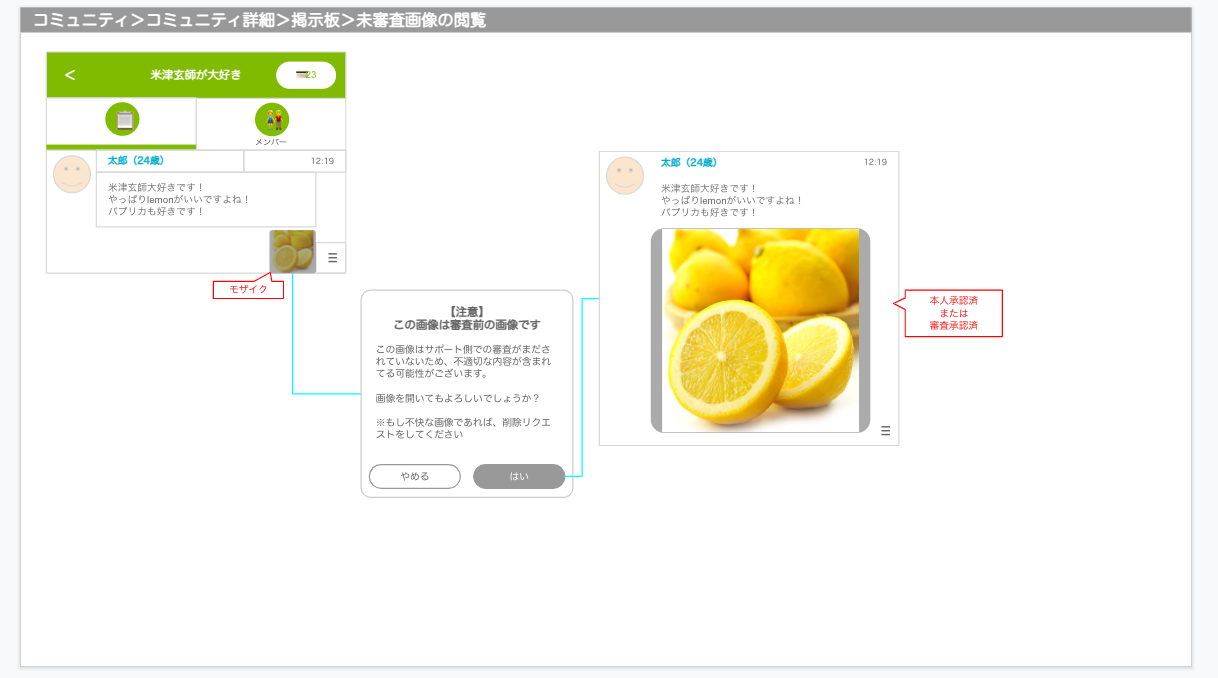 コミュニティ＞コミュニティ詳細＞掲示板＞未審査画像の閲覧
＜
米津玄師が大好き
23
メンバー
太郎（24歳）
12:19
米津玄師大好きです！
やっぱりlemonがいいですよね！
パプリカも好きです！
モザイク
【注意】
この画像は審査前の画像です
この画像はサポート側での審査がまださ
れていないため、不適切な内容が含まれ
てる可能性がございます。
画像を開いてもよろしいでしょうか？
※もし不快な画像であれば、削除リクエ
ストをしてください
やめる
はい
太郎（24歳）
12:19
米津玄師大好きです！
やっぱりlemonがいいですよね！
パプリカも好きです！
本人承認済
または
審査承認済